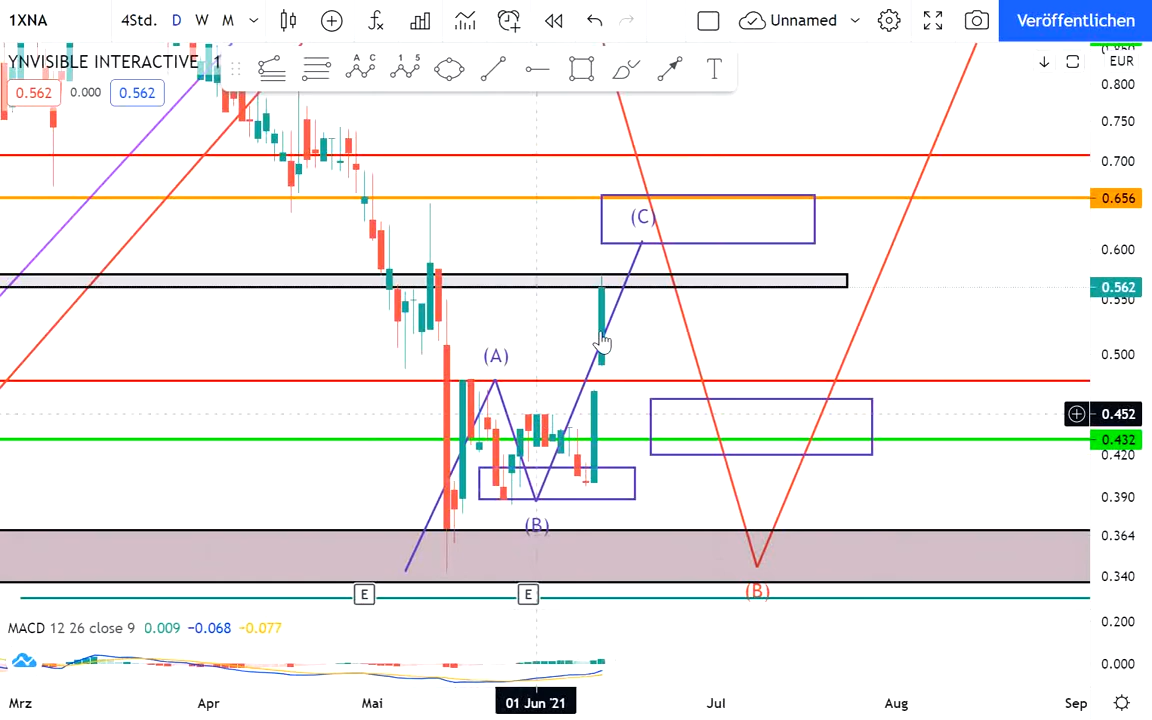 1XNA 4Std. D W M Unnamed Veröffentlichen
YNVISIBLE INTERACTIVE, 1
A C 1 5 T
EUR
0.562 0.000 0.562
0.800
0.750
0.700
0.656
(C)
0.600
0.562
0.550
(A)
0.500
0.452
0.432
0.420
0.390
(B)
0.364
0.340
(B)
E E
MACD 12 26 close 9 0.009 −0.068 −0.077
0.200
0.000
Mrz Apr Mai 01 Jun '21 Jul Aug Sep